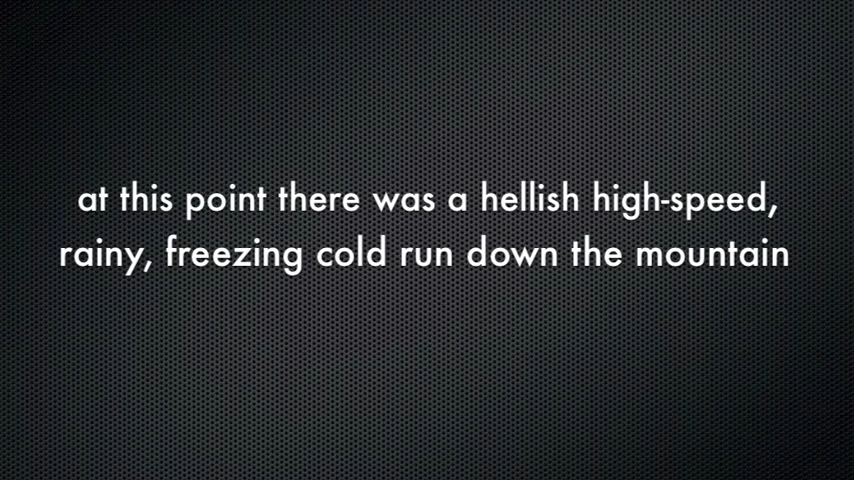 at this point there was a hellish high-speed,
rainy, freezing cold run down the mountain